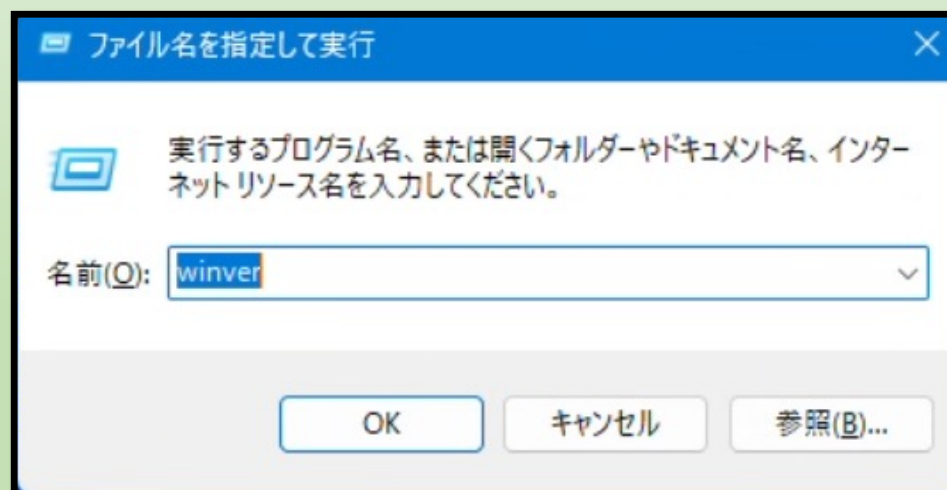 ファイル名を指定して実行
実行するプログラム名、または開くフォルダーやドキュメント名、インター
ネット リソース名を入力してください。
名前(O): winver
OK キャンセル 参照(B)...